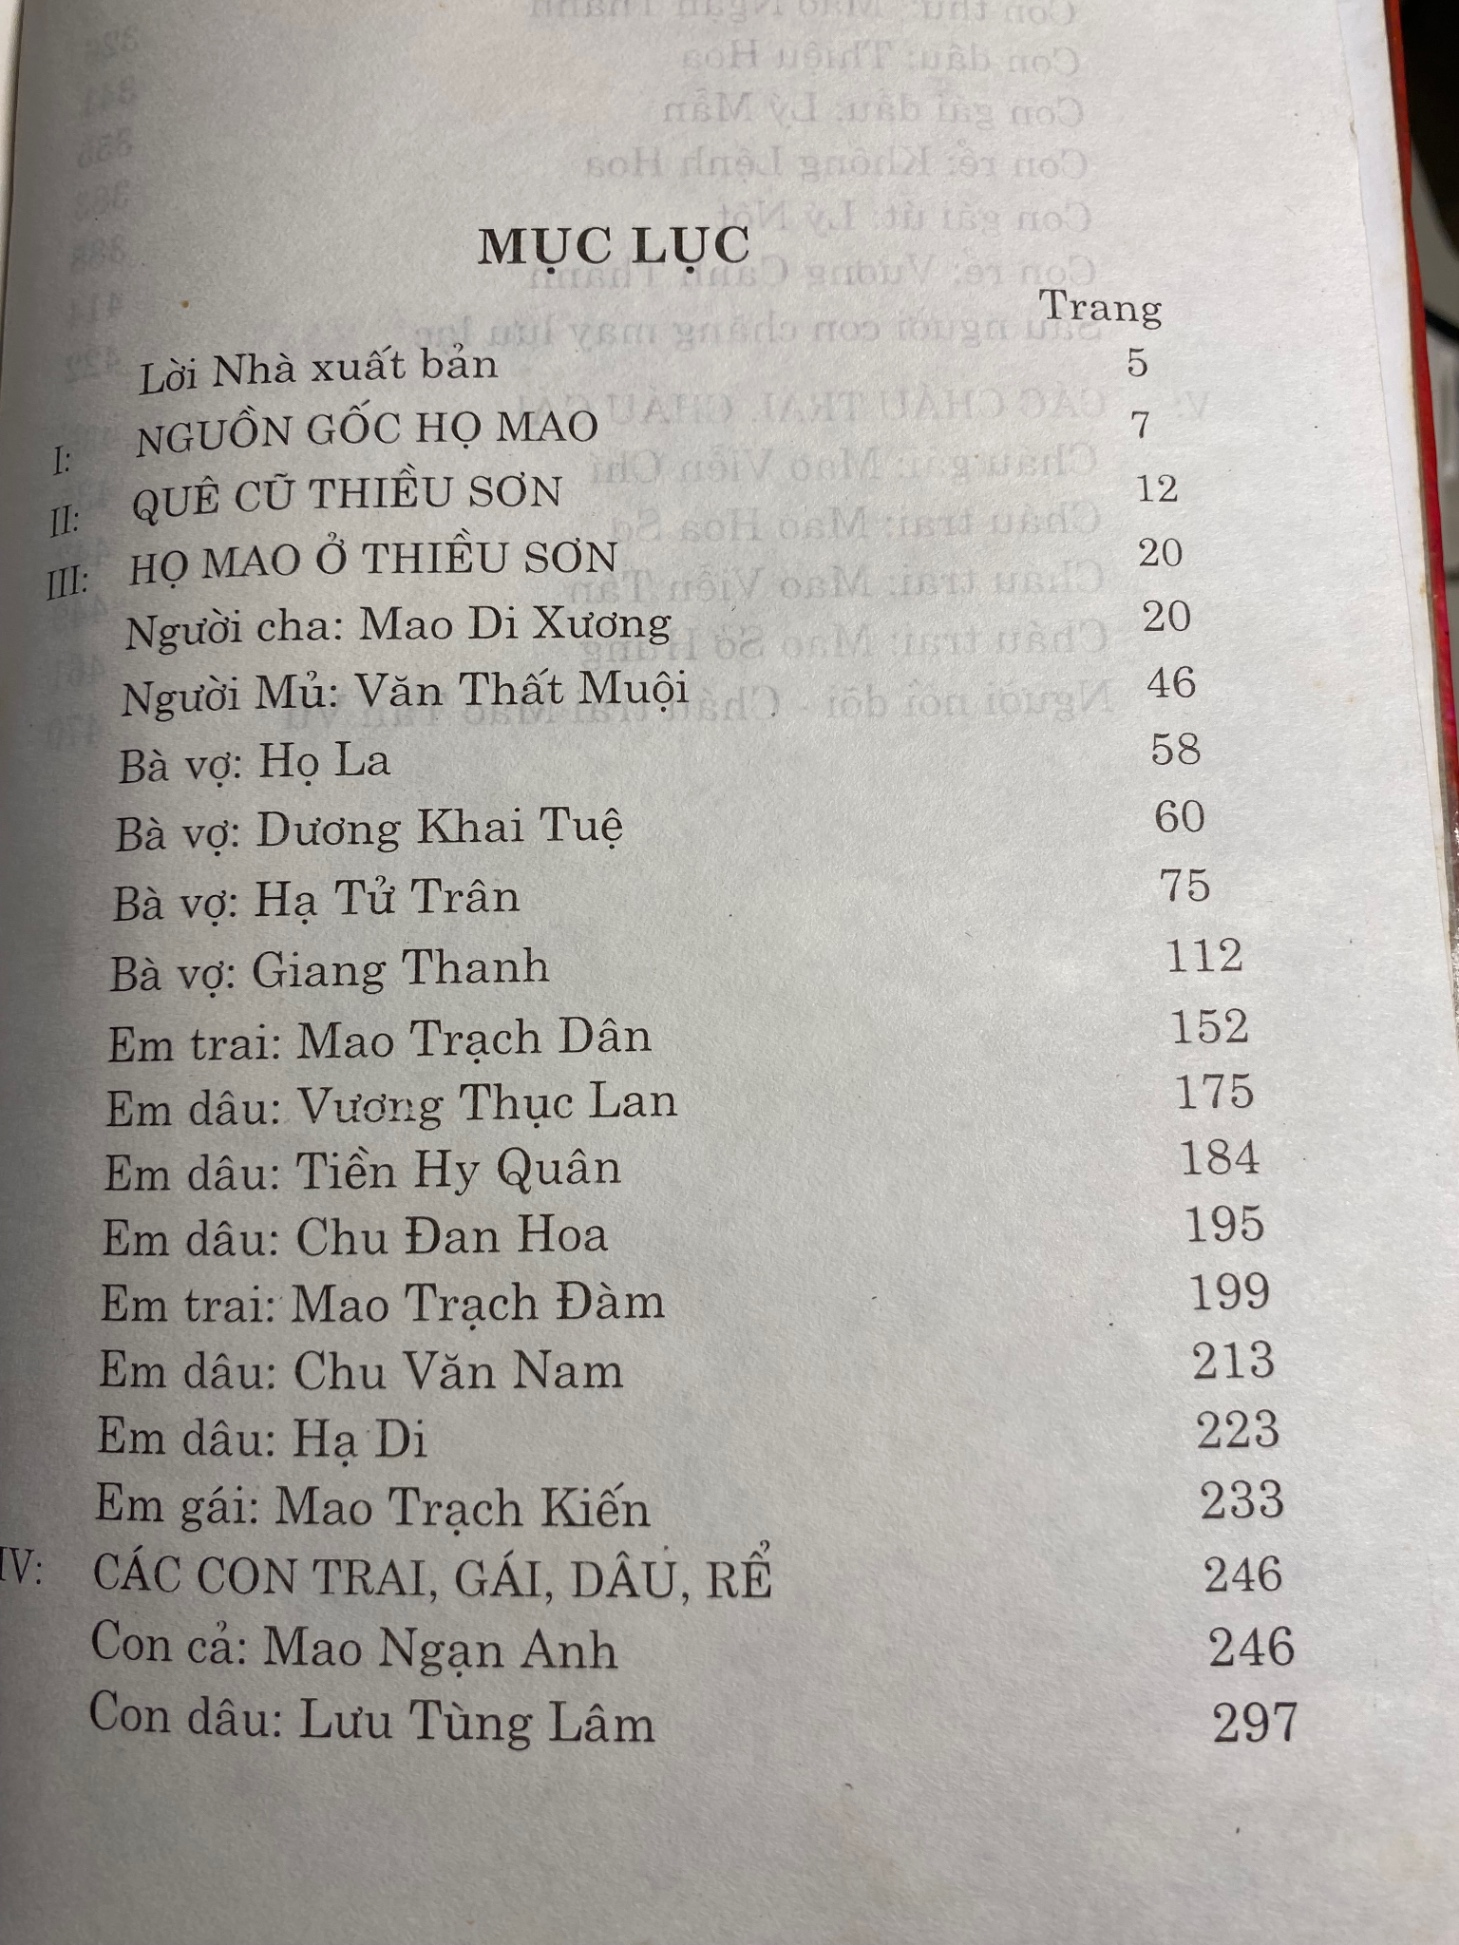 MỤC LỤC
Trang
Lời Nhà xuất bản 5
I: NGUỒN GỐC HỌ MAO 7
II: QUÊ CŨ THIỀU SƠN 12
III: HỌ MAO Ở THIỀU SƠN 20
Người cha: Mao Di Xương 20
Người Mủ: Văn Thất Muội 46
Bà vợ: Họ La 58
Bà vợ: Dương Khai Tuệ 60
Bà vợ: Hạ Tử Trân 75
Bà vợ: Giang Thanh 112
Em trai: Mao Trạch Dân 152
Em dâu: Vương Thục Lan 175
Em dâu: Tiền Hy Quân 184
Em dâu: Chu Đan Hoa 195
Em trai: Mao Trạch Đàm 199
Em dâu: Chu Văn Nam 213
Em dâu: Hạ Di 223
Em gái: Mao Trạch Kiến 233
IV: CÁC CON TRAI, GÁI, DÂU, RỂ 246
Con cả: Mao Ngạn Anh 246
Con dâu: Lưu Tùng Lâm 297